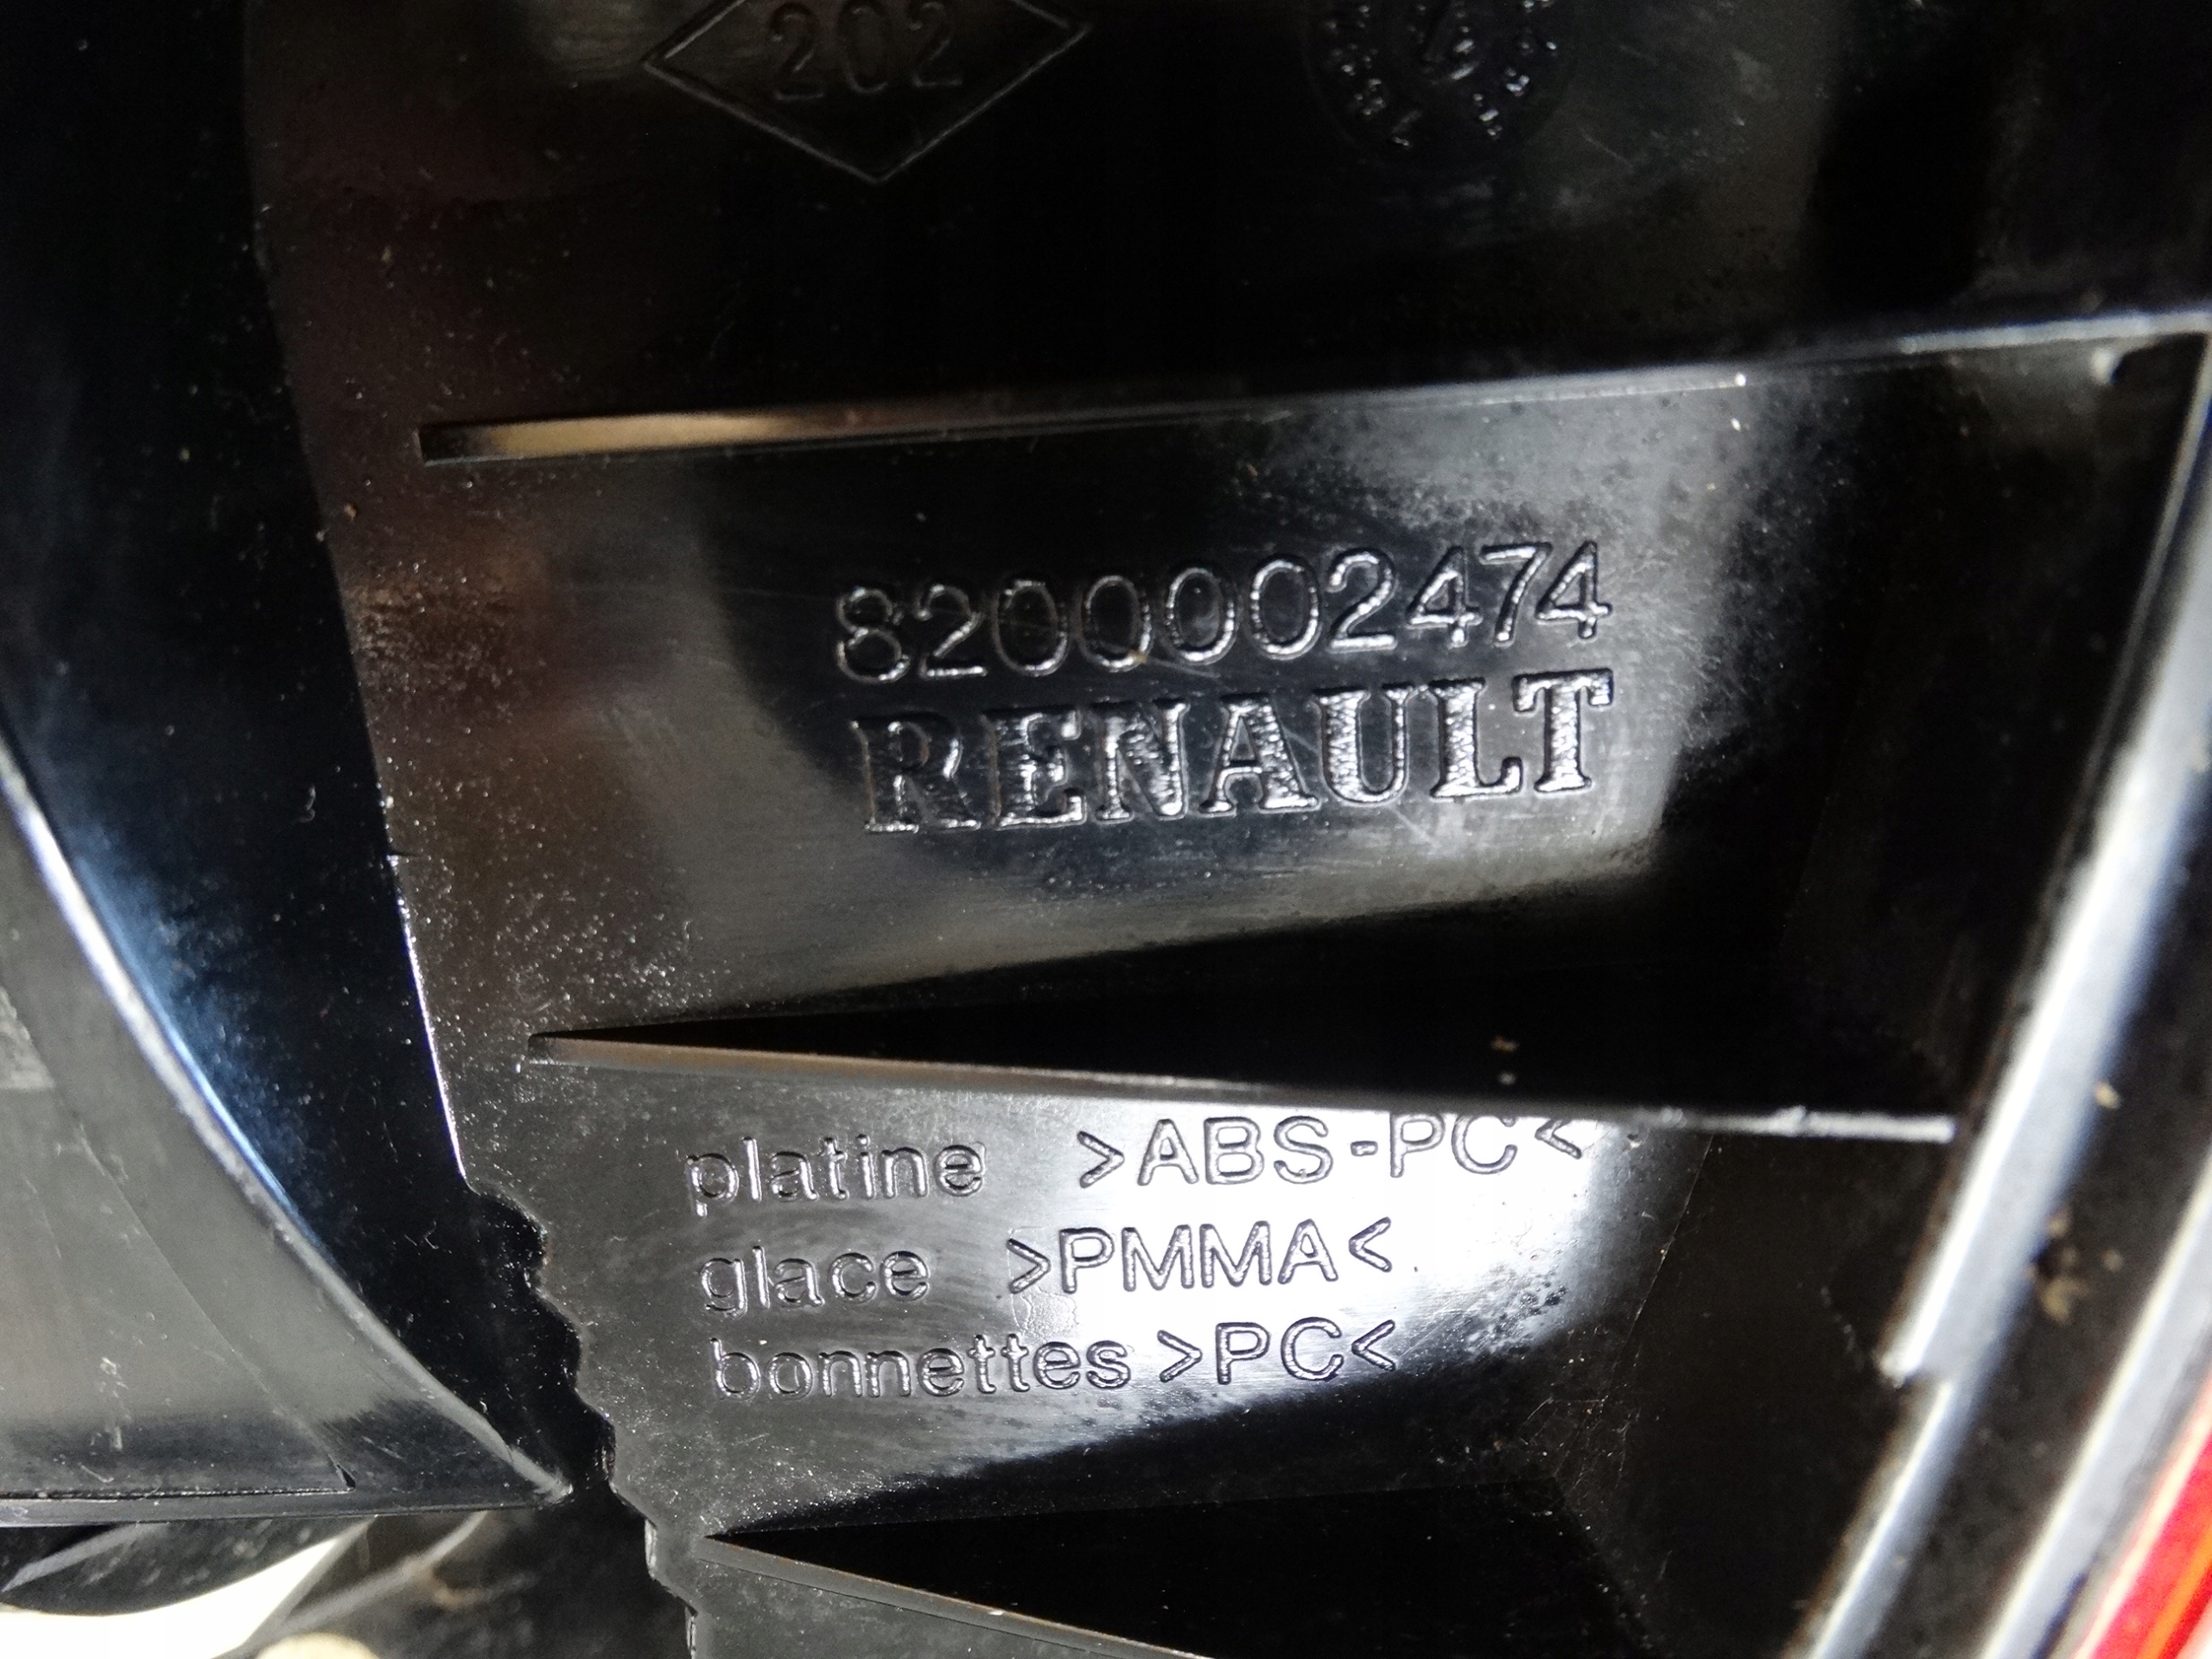 202
8200002474
RENAULT
platine >ABS-PC<
glace >PMMA<
bonnettes >PC<